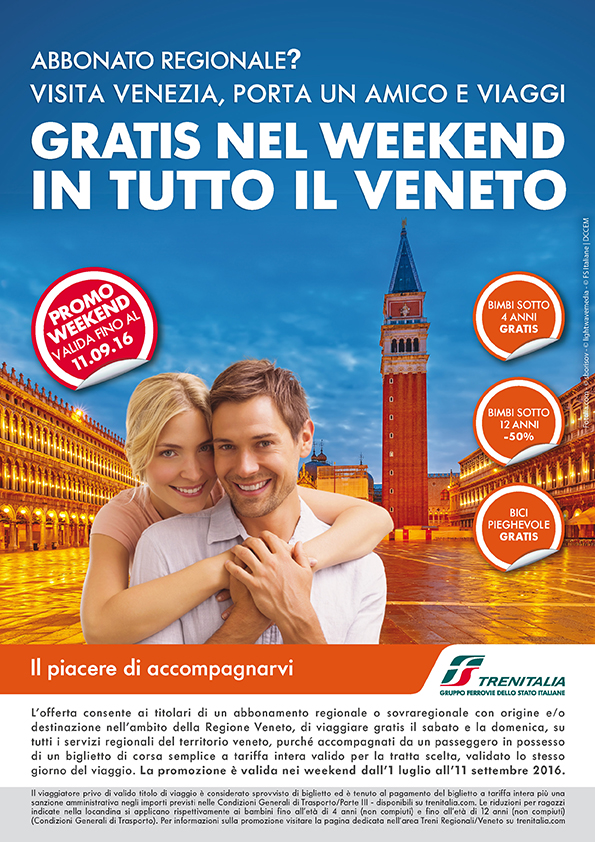 ABBONATO REGIONALE?
VISITA VENEZIA, PORTA UN AMICO E VIAGGI
GRATIS NEL WEEKEND
IN TUTTO IL VENETO
PROMO
WEEKEND
VALIDA FINO AL
11.09.16
BIMBI SOTTO
4 ANNI
GRATIS
BIMBI SOTTO
12 ANNI
-50%
BICI
PIEGHEVOLE
GRATIS
© lightwavemedia - © FS Italiane | DCCEM
Il piacere di accompagnarvi
TRENITALIA
GRUPPO FERROVIE DELLO STATO ITALIANE
L'offerta consente ai titolari di un abbonamento regionale o sovraregionale con origine e/o
destinazione nell'ambito della Regione Veneto, di viaggiare gratis il sabato e la domenica, su
tutti i servizi regionali del territorio veneto, purché accompagnati da un passeggero in possesso
di un biglietto di corsa semplice a tariffa intera valido per la tratta scelta, validato lo stesso
giorno del viaggio. La promozione è valida nei weekend dall'1 luglio all'11 settembre 2016.
Il viaggiatore privo di valido titolo di viaggio è considerato sprovvisto di biglietto ed è tenuto al pagamento del biglietto a tariffa intera più una
sanzione amministrativa negli importi previsti nelle Condizioni Generali di Trasporto/Parte III - disponibili su trenitalia.com. Le riduzioni per ragazzi
indicate nella locandina si applicano rispettivamente ai bambini fino all'età di 4 anni (non compiuti) e fino all'età di 12 anni (non compiuti)
(Condizioni Generali di Trasporto). Per informazioni sulla promozione visitare la pagina dedicata nell'area Treni Regionali/Veneto su trenitalia.com